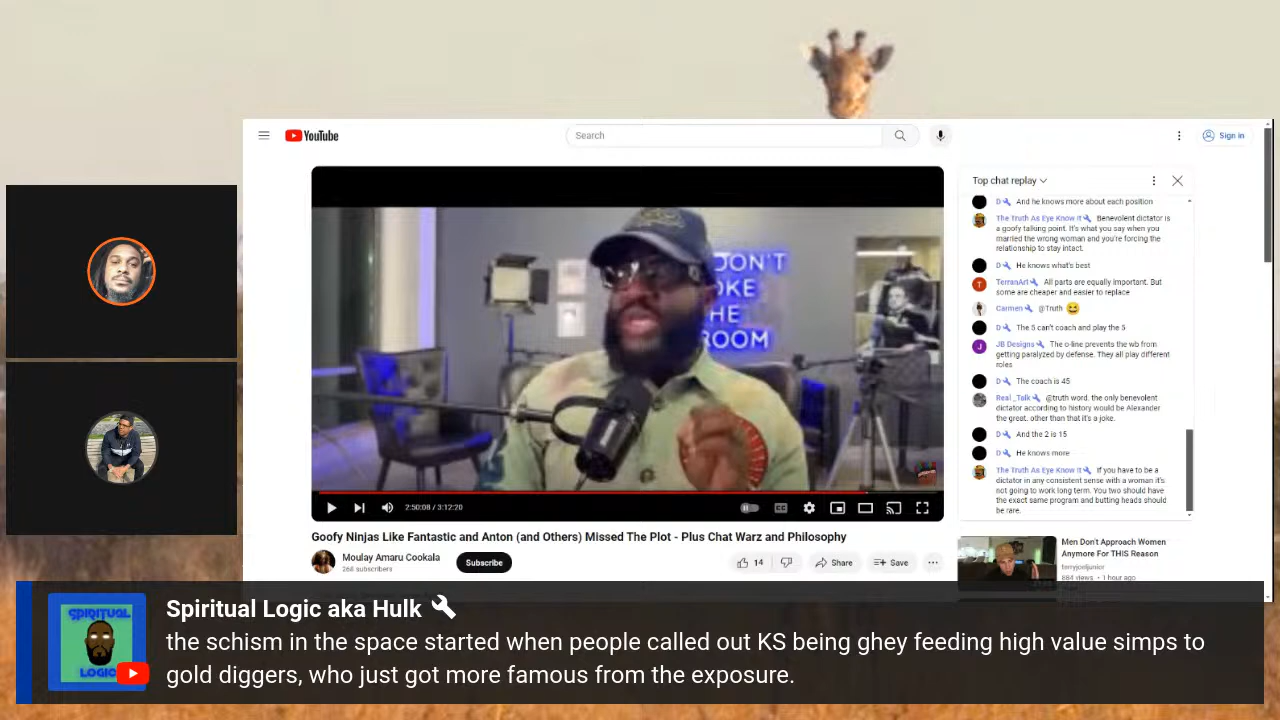 YouTube
Search
Sign in
DON'T
OKE
HE
ROOM
2:50:08 / 3:12:20
CC
Goofy Ninjas Like Fantastic and Anton (and Others) Missed The Plot - Plus Chat Warz and Philosophy
Moulay Amaru Cookala
268 subscribers
Subscribe
14
Share
Save
Top chat replay
D And he knows more about each position
The Truth As Eye Know It Benevolent dictator is
a goofy talking point. It's what you say when you
married the wrong woman and you're forcing the
relationship to stay intact.
D He knows what's best
T
TerranArt All parts are equally important. But
some are cheaper and easier to replace
Carmen @Truth 😆
D The 5 can't coach and play the 5
J
JB Designs The o-line prevents the wb from
getting paralyzed by defense. They all play different
roles
D The coach is 45
Real _Talk @truth word. the only benevolent
dictator according to history would be Alexander
the great. other than that it's a joke.
D And the 2 is 15
D He knows more
The Truth As Eye Know It If you have to be a
dictator in any consistent sense with a woman it's
not going to work long term. You two should have
the exact same program and butting heads should
be rare.
Men Don't Approach Women
Anymore For THIS Reason
terryjoeljunior
884 views • 1 hour ago
SPIRITUAL
LOGIC
Spiritual Logic aka Hulk
the schism in the space started when people called out KS being ghey feeding high value simps to
gold diggers, who just got more famous from the exposure.